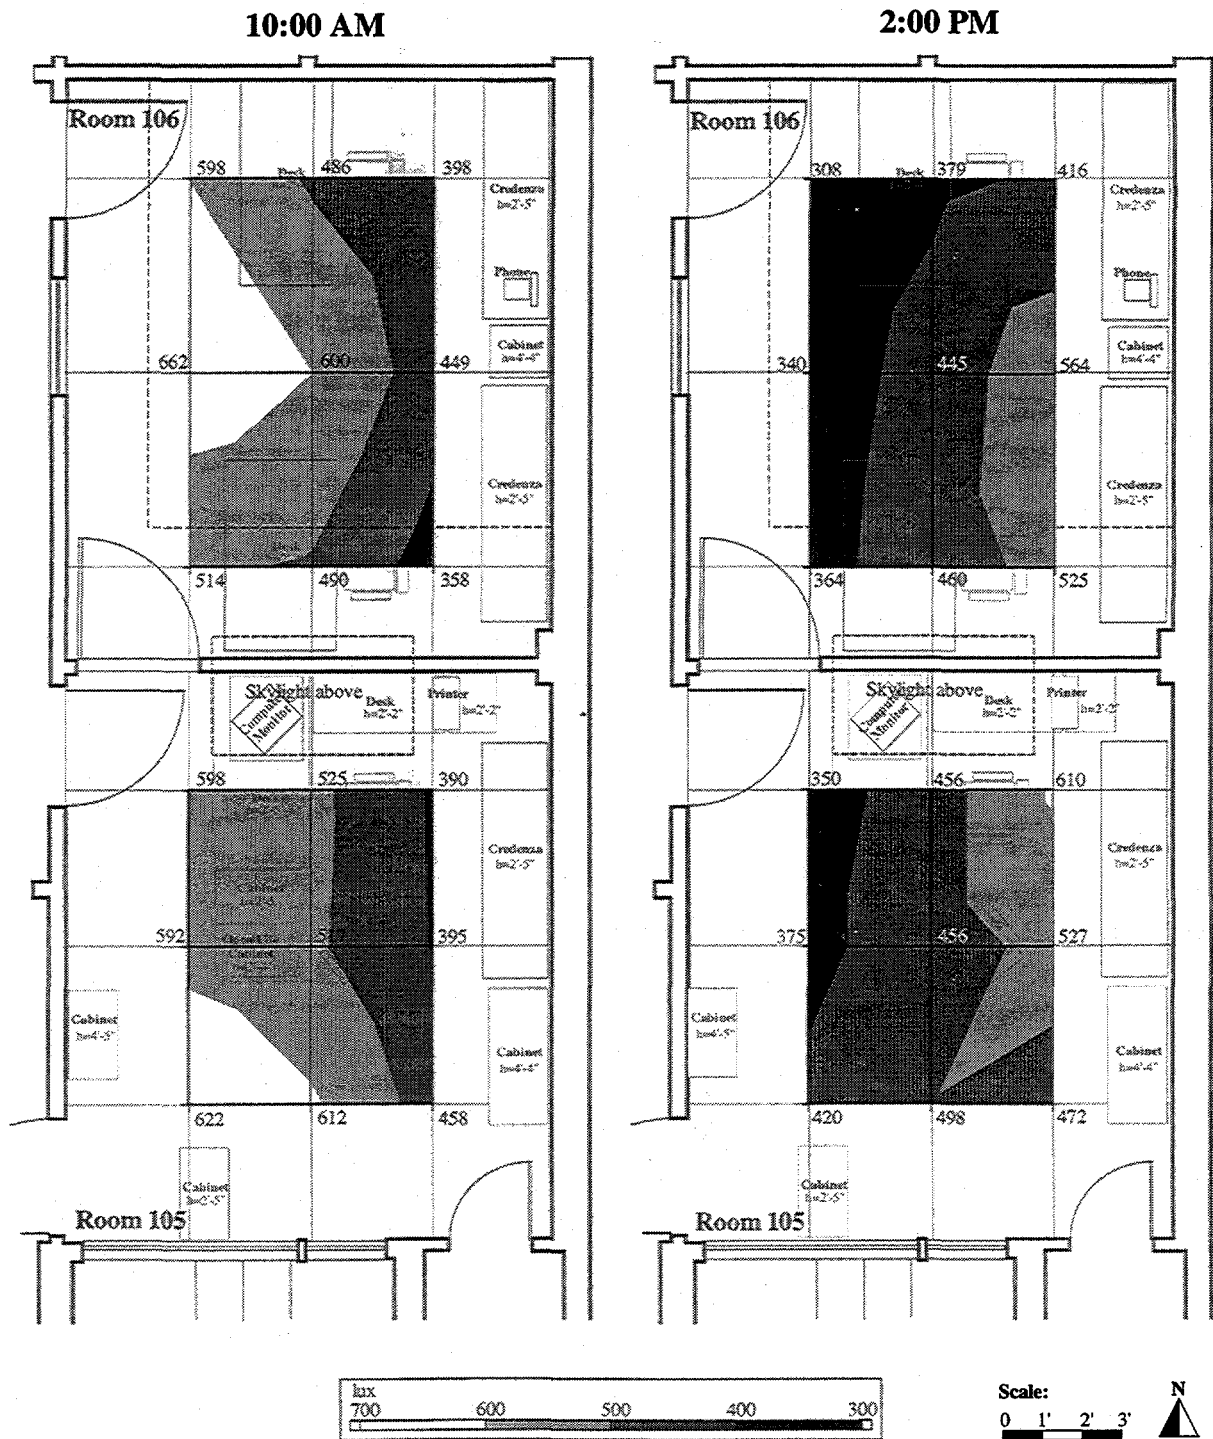 10:00 AM
2:00 PM
Room 106
598
486
398
Desk
Credenza
h=2'-5"
Phone
662
600
449
Cabinet
h=4'-4"
Credenza
h=2'-5"
514
490
358
Skylight above
Computer
Monitor
Desk
h=2'-2"
Printer
h=2'-2"
598
525
390
Credenza
h=2'-5"
Cabinet
592
395
Cabinet
Cabinet
h=4'-5"
Cabinet
h=4'-4"
622
612
458
Cabinet
h=2'-5"
Room 105
Room 106
308
379
416
Desk
Credenza
h=2'-5"
Phone
340
445
564
Cabinet
h=4'-4"
Credenza
h=2'-5"
364
460
525
Skylight above
Computer
Monitor
Desk
h=2'-2"
Printer
h=2'-2"
350
456
610
Credenza
h=2'-5"
375
456
527
Cabinet
h=4'-5"
Cabinet
h=4'-4"
420
498
472
Cabinet
h=2'-5"
Room 105
lux
700 600 500 400 300
Scale:
0 1' 2' 3'
N